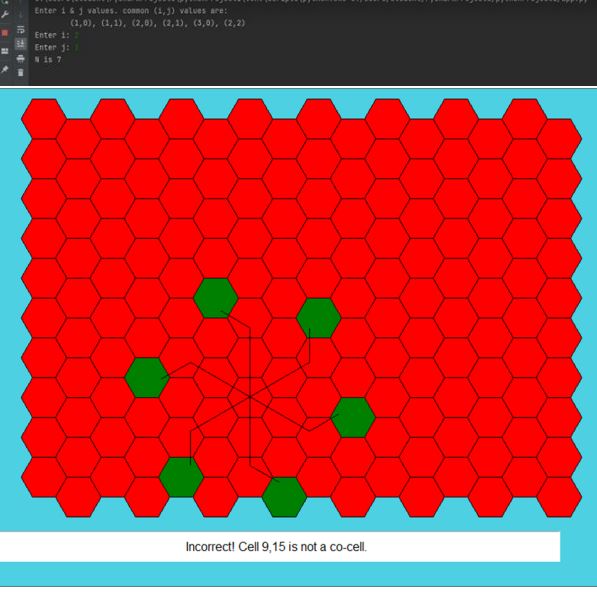 Enter i & j values. common (i,j) values are:
(1,0), (1,1), (2,0), (2,1), (3,0), (2,2)
Enter i: 2
Enter j: 1
N is 7
Incorrect! Cell 9,15 is not a co-cell.